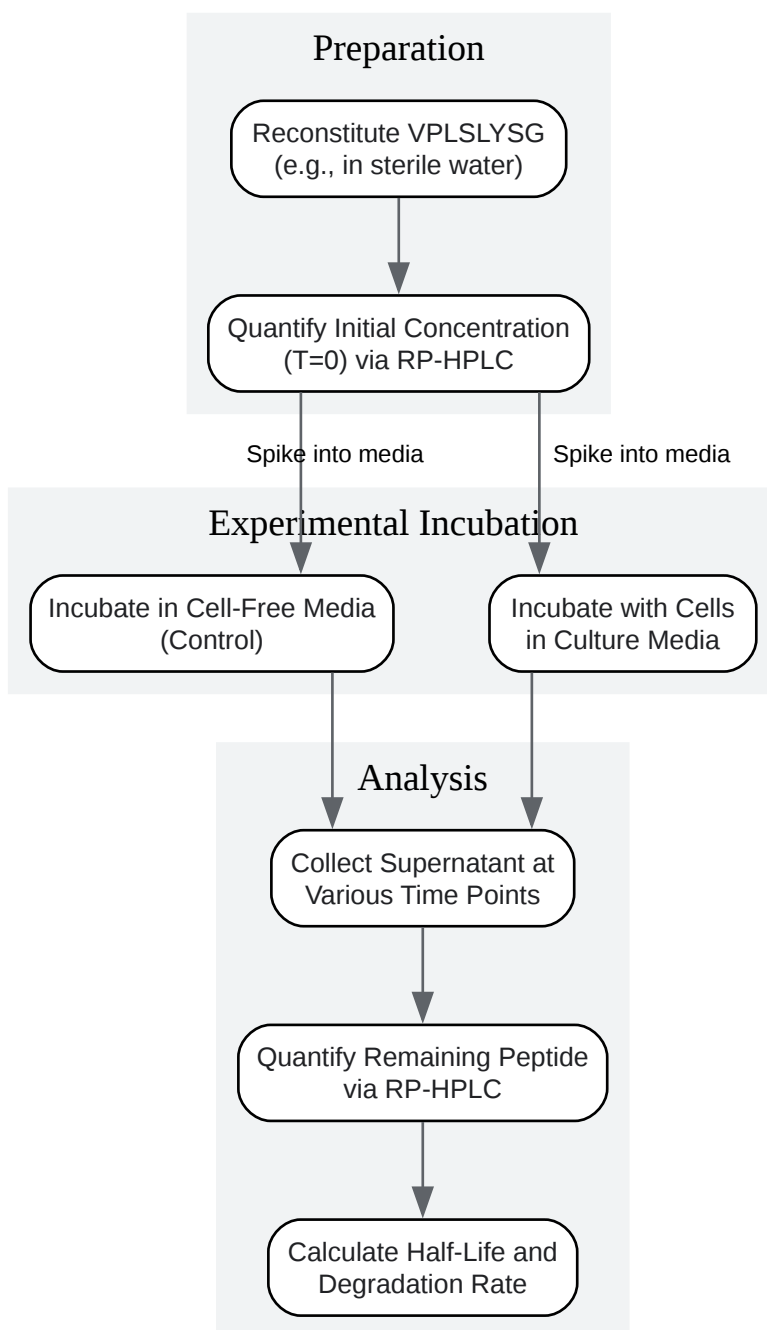 Preparation
Reconstitute VPLSLYSG
(e.g., in sterile water)
Quantify Initial Concentration
(T=0) via RP-HPLC
Spike into media
Spike into media
Experimental Incubation
Incubate in Cell-Free Media
(Control)
Incubate with Cells
in Culture Media
Analysis
Collect Supernatant at
Various Time Points
Quantify Remaining Peptide
via RP-HPLC
Calculate Half-Life and
Degradation Rate